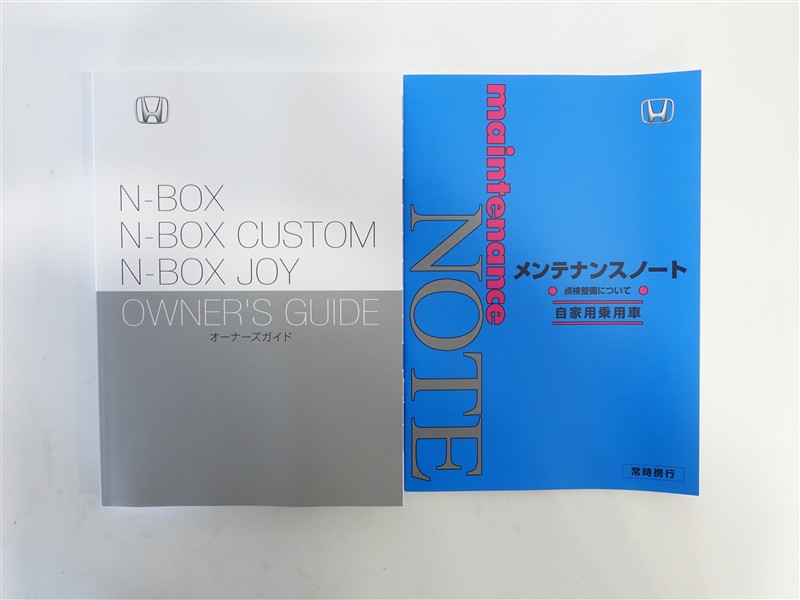 N-BOX
N-BOX CUSTOM
N-BOX JOY
OWNER'S GUIDE
オーナーズガイド
maintenance
NOTE
メンテナンスノート
点検整備について
自家用乗用車
常時携行